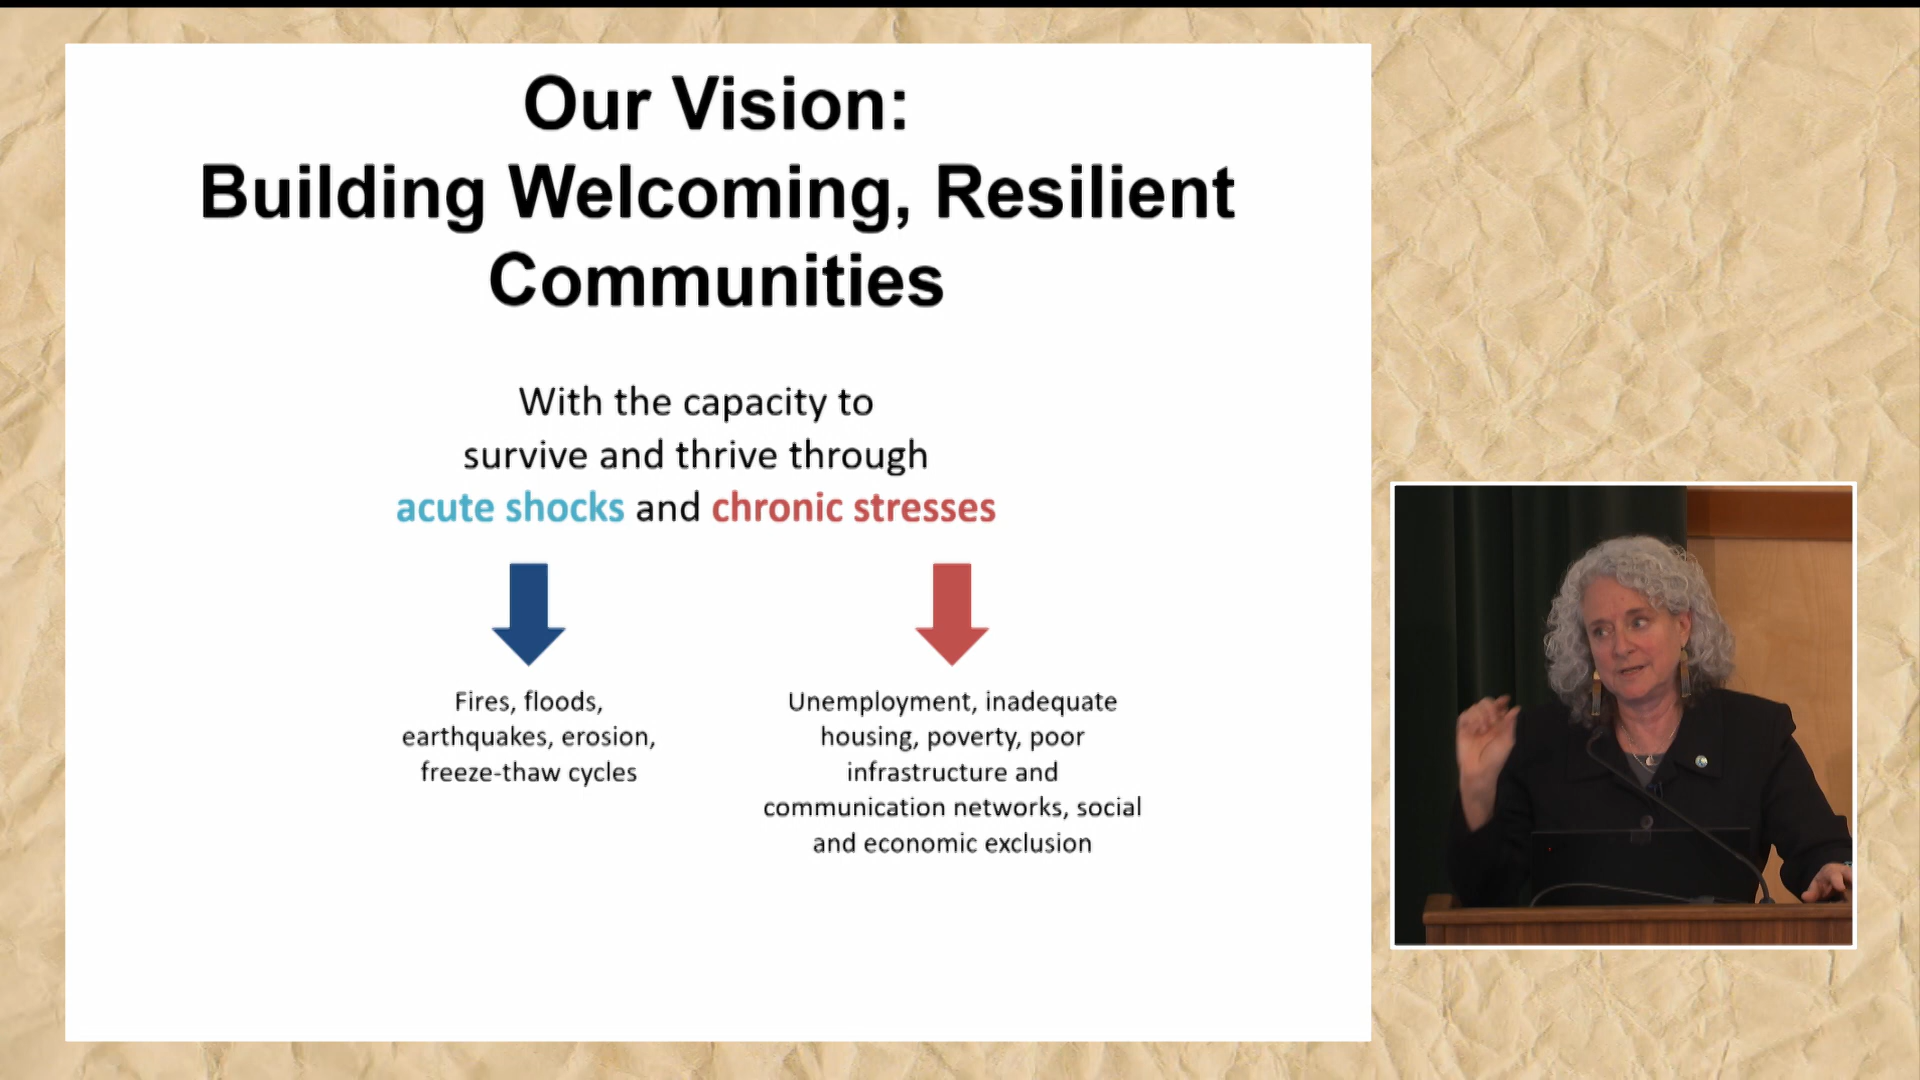 Our Vision:
Building Welcoming, Resilient
Communities
With the capacity to
survive and thrive through
acute shocks and chronic stresses
Fires, floods,
earthquakes, erosion,
freeze-thaw cycles
Unemployment, inadequate
housing, poverty, poor
infrastructure and
communication networks, social
and economic exclusion